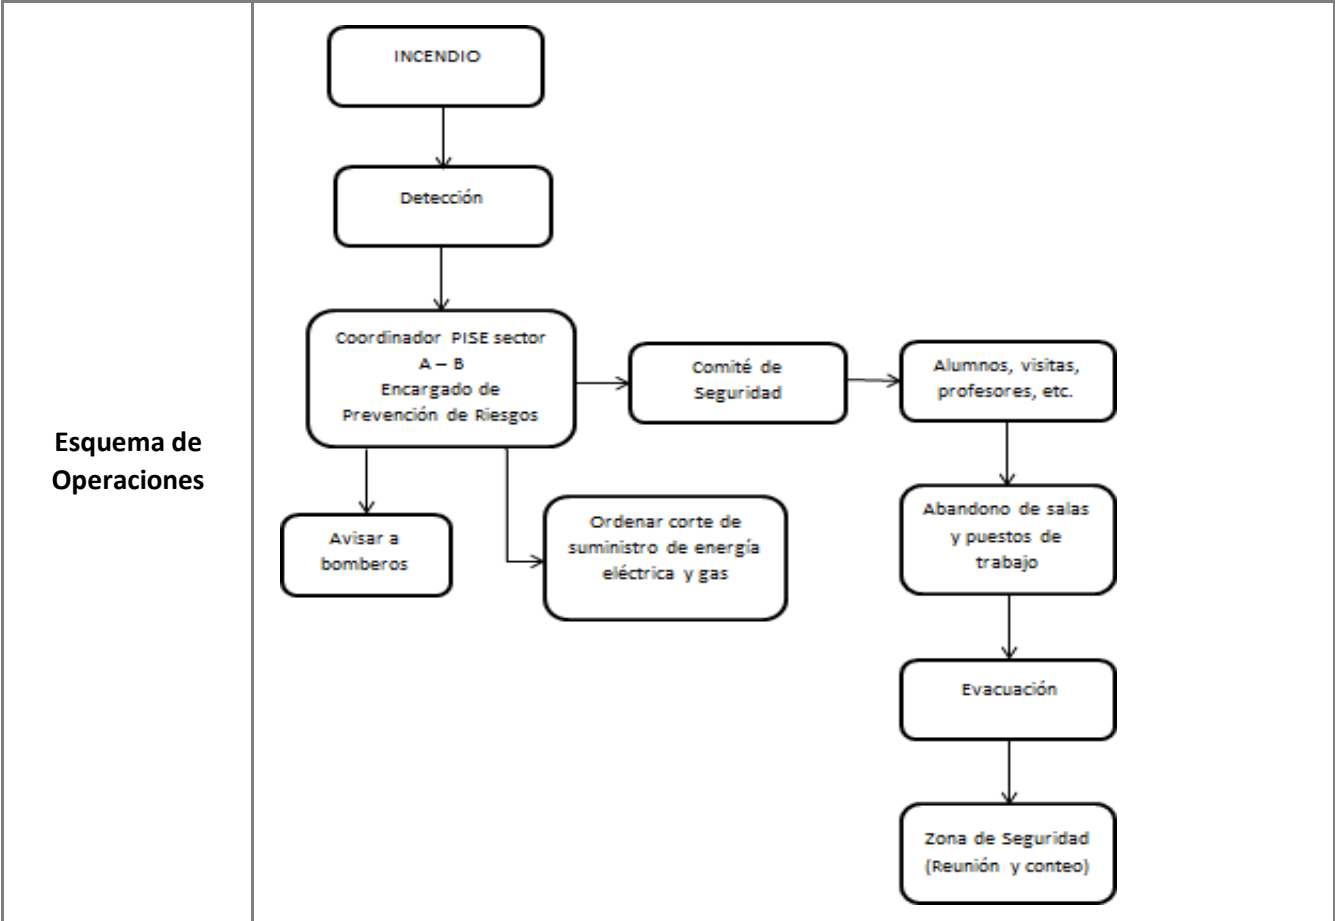 Esquema de
Operaciones
INCENDIO
Detección
Coordinador PISE sector
A – B
Encargado de
Prevención de Riesgos
Comité de
Seguridad
Alumnos, visitas,
profesores, etc.
Avisar a
bomberos
Ordenar corte de
suministro de energía
eléctrica y gas
Abandono de salas
y puestos de
trabajo
Evacuación
Zona de Seguridad
(Reunión y conteo)